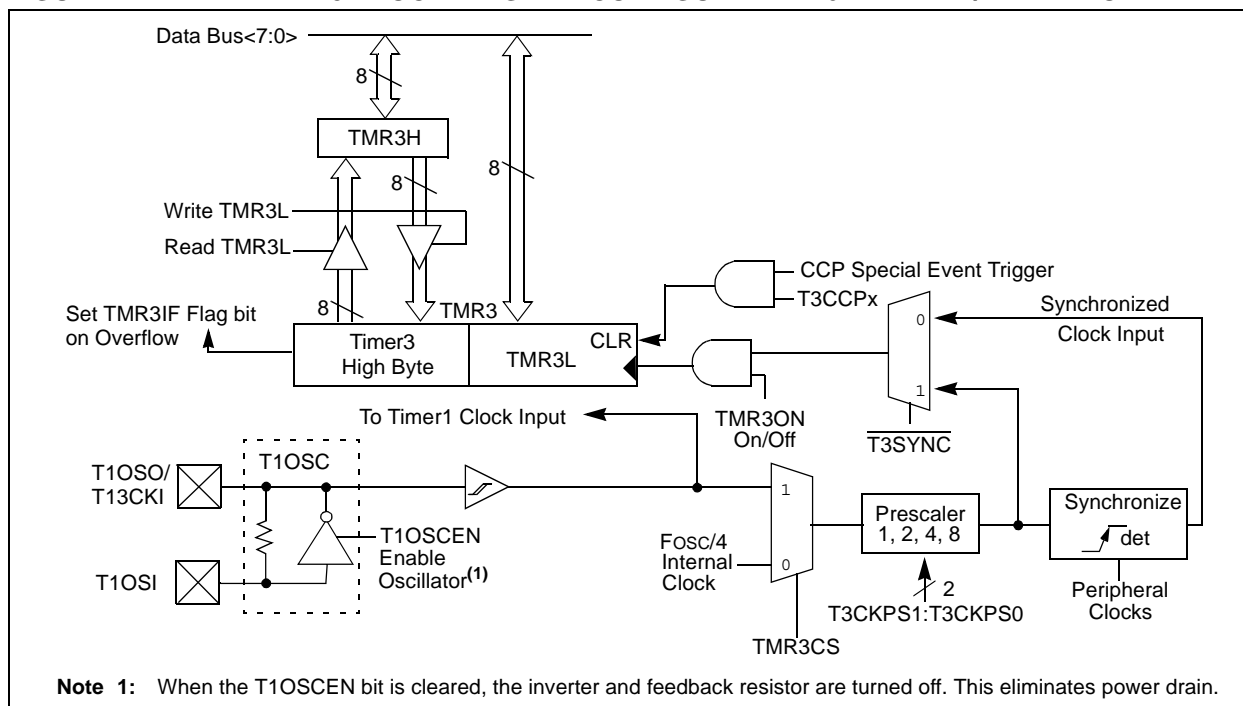 Data Bus<7:0>
8
TMR3H
8
8
Write TMR3L
Read TMR3L
8
TMR3
CCP Special Event Trigger
T3CCPx
Set TMR3IF Flag bit
on Overflow
Timer3
High Byte
TMR3L
CLR
0
1
Synchronized
Clock Input
TMR3ON
On/Off
T3SYNC
To Timer1 Clock Input
T1OSC
T1OSO/
T13CKI
T1OSI
T1OSCEN
Enable
Oscillator(1)
FOSC/4
Internal
Clock
1
0
TMR3CS
Prescaler
1, 2, 4, 8
2
T3CKPS1:T3CKPS0
Synchronize
det
Peripheral
Clocks
Note 1: When the T1OSCEN bit is cleared, the inverter and feedback resistor are turned off. This eliminates power drain.